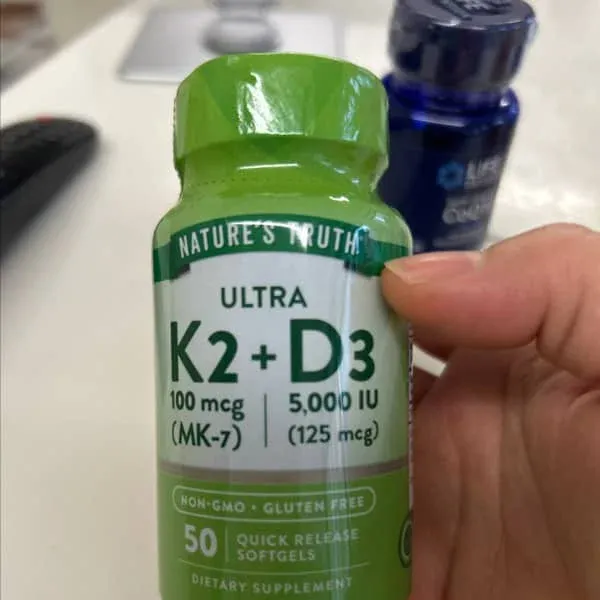 NATURE'S TRUTH
ULTRA
K2 + D3
100 mcg | 5,000 IU
(MK-7) | (125 mcg)
NON-GMO • GLUTEN FREE
50 | QUICK RELEASE
SOFTGELS
DIETARY SUPPLEMENT
LIFE